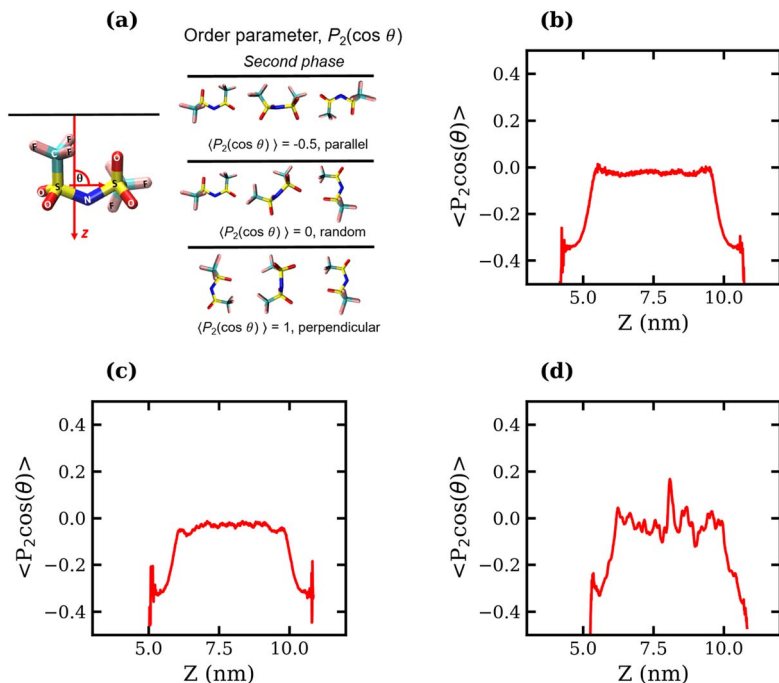 (a)
Order parameter, P₂(cos θ)
Second phase
⟨P₂(cos θ) ⟩ = -0.5, parallel
⟨P₂(cos θ) ⟩ = 0, random
⟨P₂(cos θ) ⟩ = 1, perpendicular
F
F
C
F
θ
O
S
S
F
O
O
N
F
O
z
(b)
<P₂cos(θ)>
0.4
0.2
0.0
−0.2
−0.4
5.0 7.5 10.0
Z (nm)
(c)
<P₂cos(θ)>
0.4
0.2
0.0
−0.2
−0.4
5.0 7.5 10.0
Z (nm)
(d)
<P₂cos(θ)>
0.4
0.2
0.0
−0.2
−0.4
5.0 7.5 10.0
Z (nm)